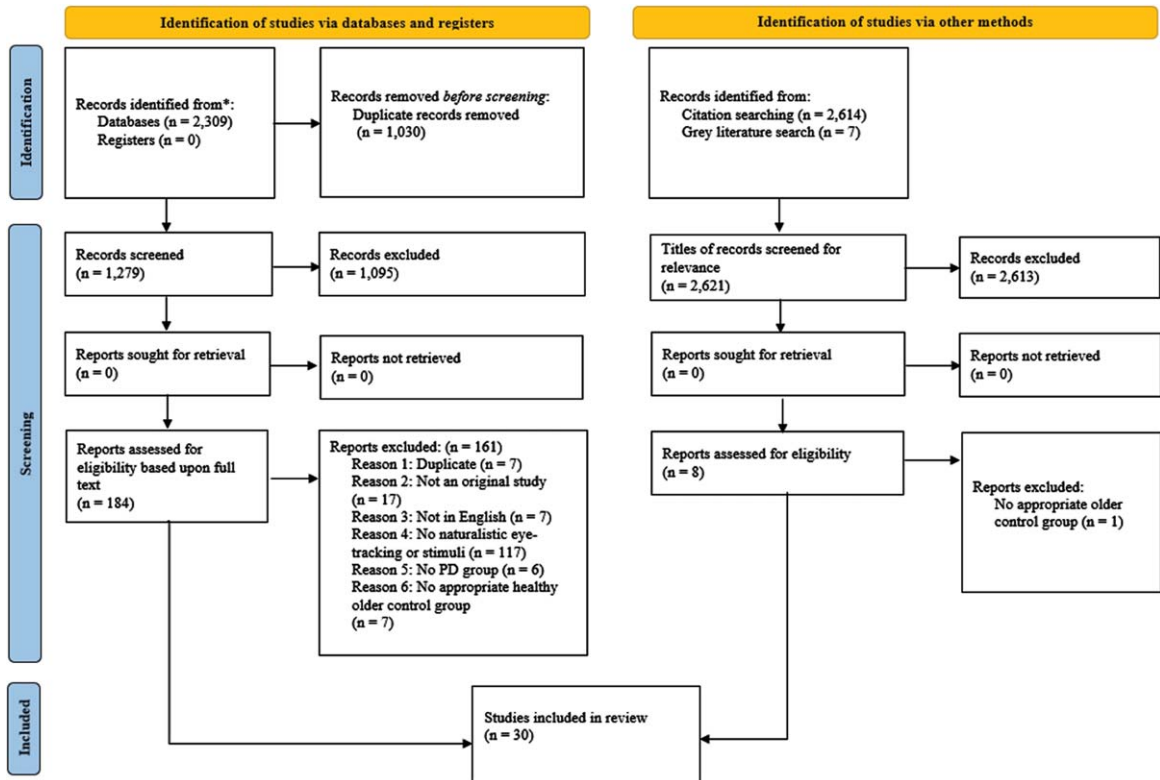 Identification of studies via databases and registers
Identification of studies via other methods
Identification
Records identified from*:
Databases (n = 2,309)
Registers (n = 0)
Records removed before screening:
Duplicate records removed
(n = 1,030)
Records identified from:
Citation searching (n = 2,614)
Grey literature search (n = 7)
Screening
Records screened
(n = 1,279)
Records excluded
(n = 1,095)
Titles of records screened for
relevance
(n = 2,621)
Records excluded
(n = 2,613)
Reports sought for retrieval
(n = 0)
Reports not retrieved
(n = 0)
Reports sought for retrieval
(n = 0)
Reports not retrieved
(n = 0)
Reports assessed for
eligibility based upon full
text
(n = 184)
Reports excluded: (n = 161)
Reason 1: Duplicate (n = 7)
Reason 2: Not an original study
(n = 17)
Reason 3: Not in English (n = 7)
Reason 4: No naturalistic eye-
tracking or stimuli (n = 117)
Reason 5: No PD group (n = 6)
Reason 6: No appropriate healthy
older control group
(n = 7)
Reports assessed for eligibility
(n = 8)
Reports excluded:
No appropriate older
control group (n = 1)
Included
Studies included in review
(n = 30)